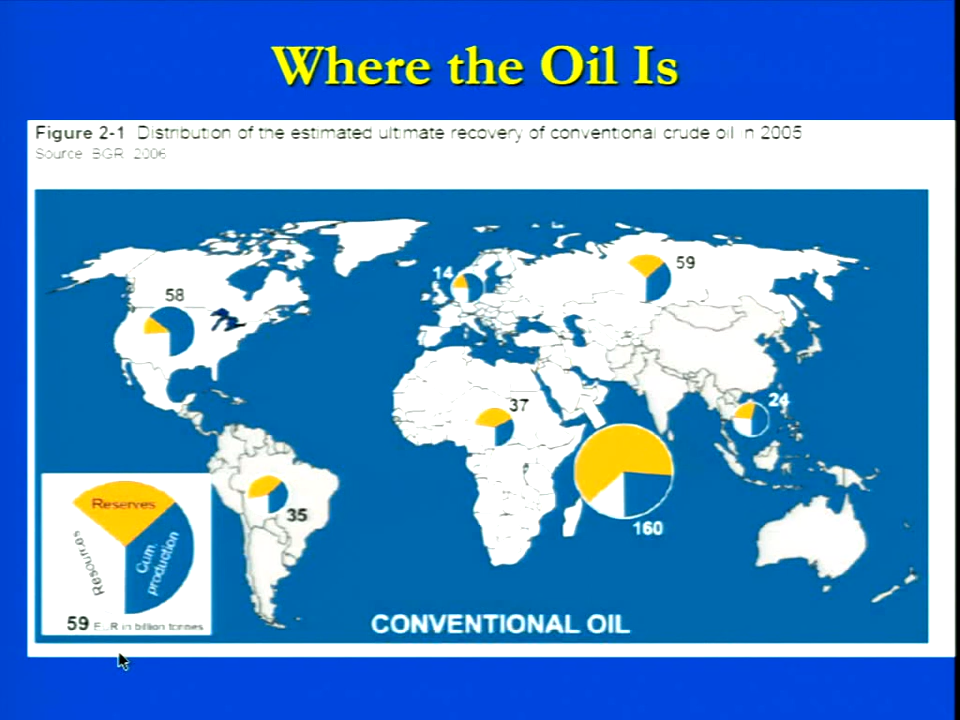 Where the Oil Is
Figure 2-1 Distribution of the estimated ultimate recovery of conventional crude oil in 2005
Source BGR 2006
14
59
58
24
37
35
160
Reserves
Resources
Cum.
production
59 EUR in billion tonnes
CONVENTIONAL OIL